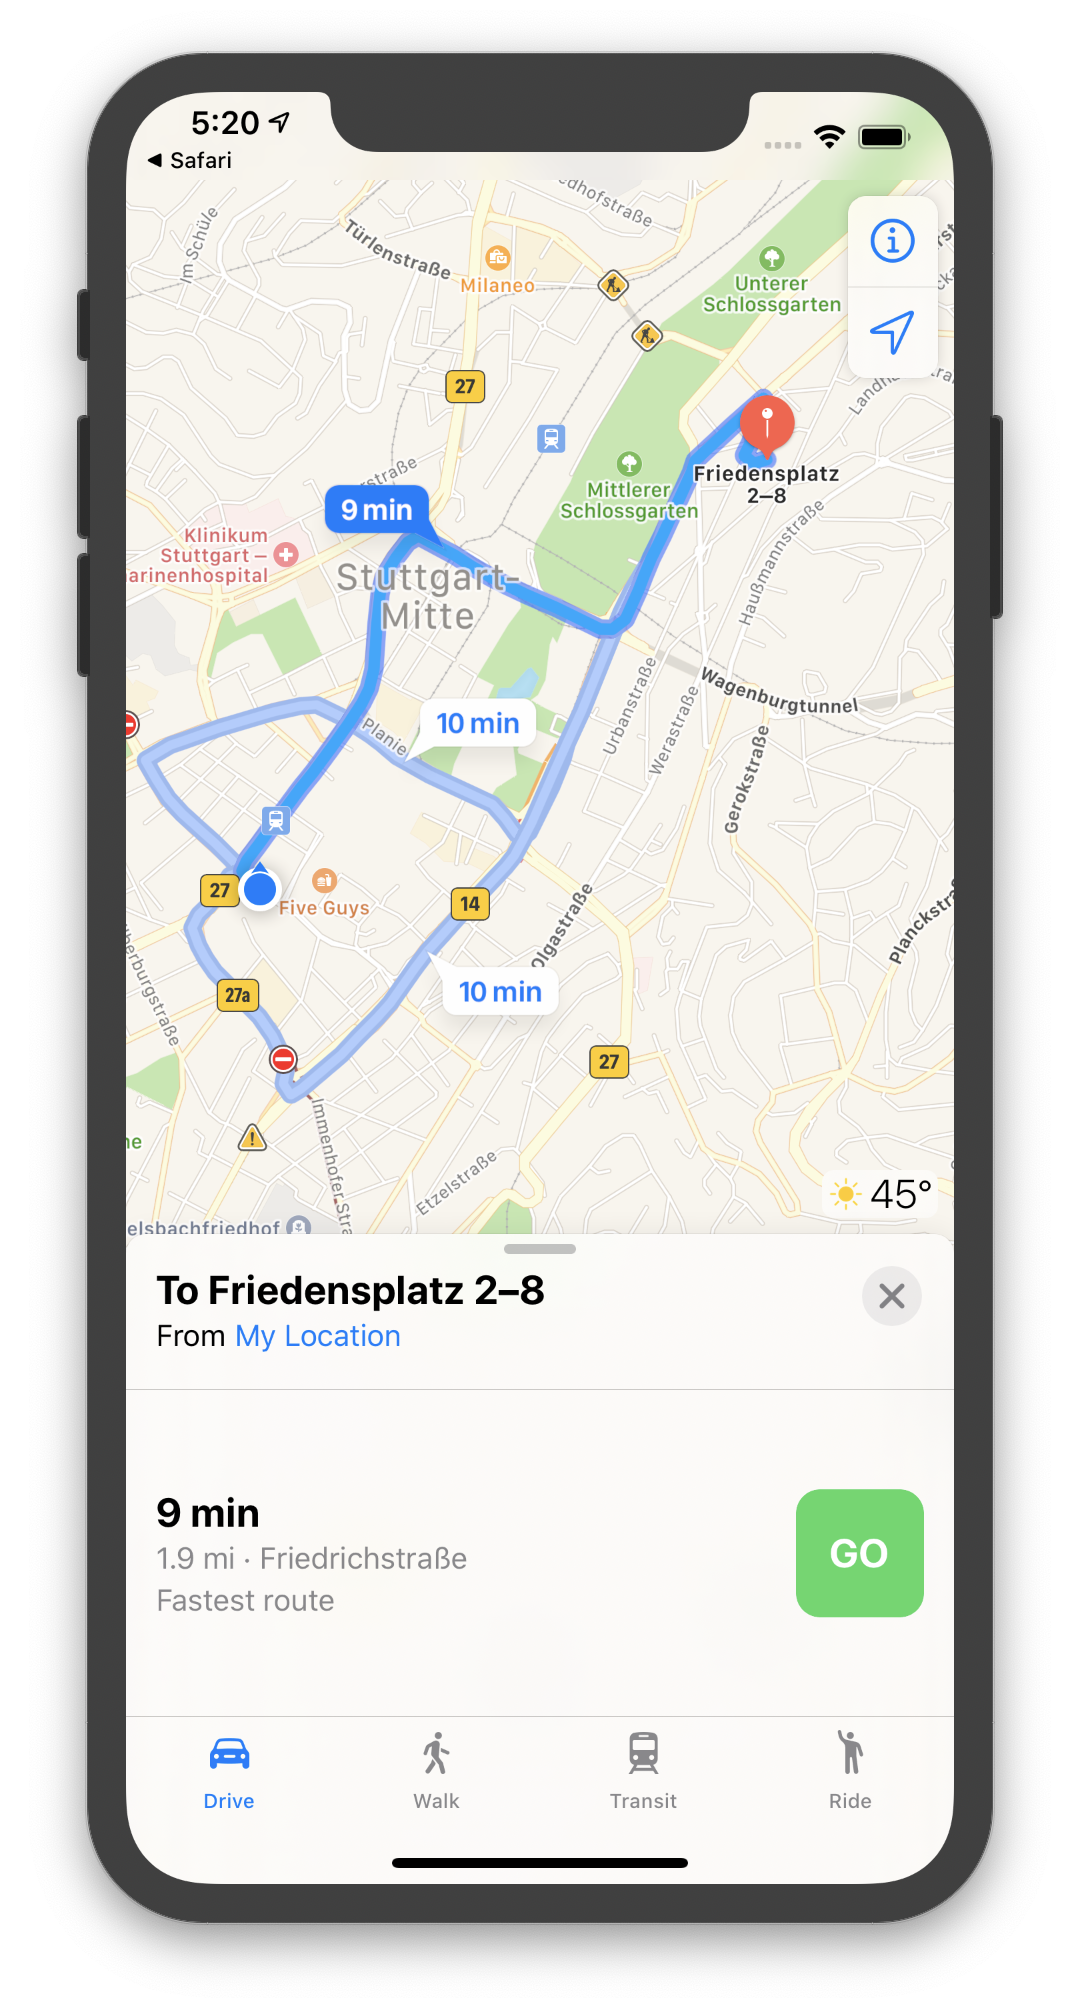 5:20
Safari
edhofstraße
Im Schüle
Türlenstraße
Milaneo
Unterer
Schlossgarten
27
Mittlerer
Schlossgarten
Friedensplatz
2–8
9 min
Klinikum
Stuttgart –
arinenhospital
Stuttgart-
Mitte
Haußmannstraße
Wagenburgtunnel
Urbanstraße
Werastraße
Gerokstraße
Planie
10 min
27
Five Guys
14
Olgastraße
10 min
27a
27
Immenhofer Stra
Etzelstraße
elsbachfriedhof
45°
To Friedensplatz 2–8
From My Location
9 min
1.9 mi · Friedrichstraße
Fastest route
GO
Drive
Walk
Transit
Ride